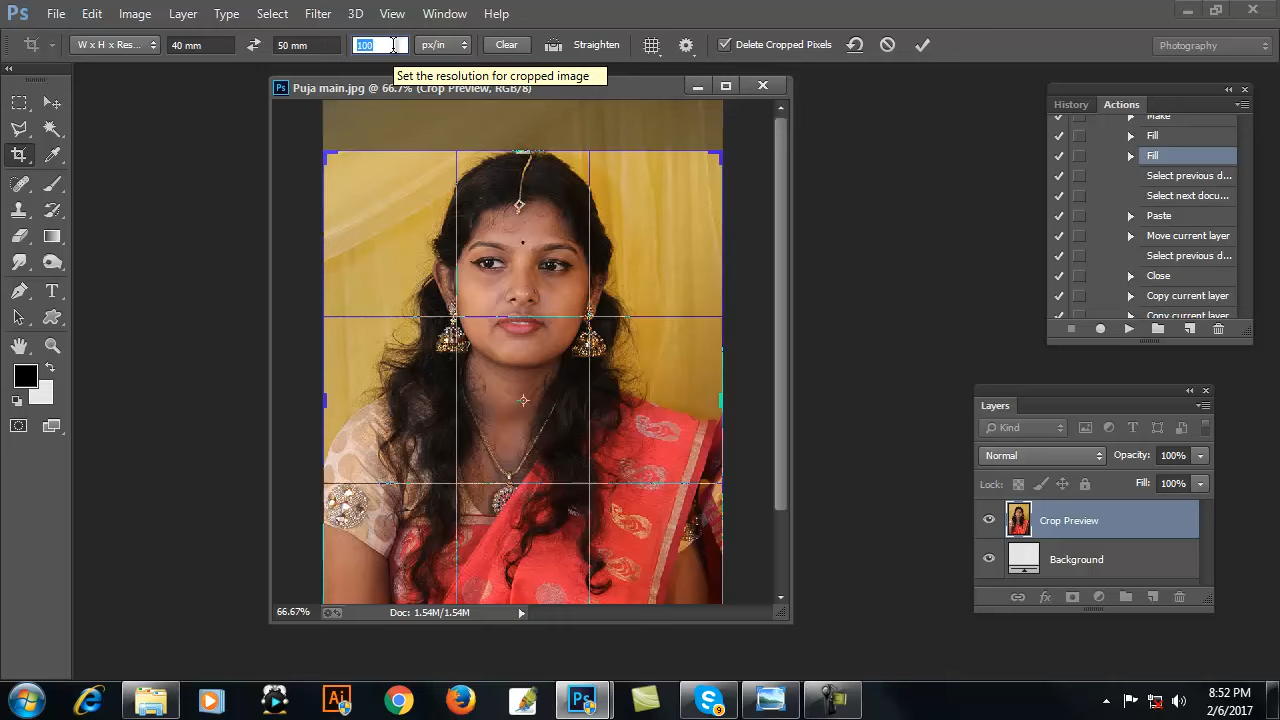 Ps File Edit Image Layer Type Select Filter 3D View Window Help
W x H x Res... 40 mm 50 mm 100 px/in Clear Straighten Delete Cropped Pixels Photography
Set the resolution for cropped image
Puja main.jpg @ 66.7% (Crop Preview, RGB/8)
History Actions
Make
Fill
Fill
Select previous d...
Select next docu...
Paste
Move current layer
Select previous d...
Close
Copy current layer
Copy current layer
Layers
Kind
Normal Opacity: 100%
Lock: Fill: 100%
Crop Preview
Background
66.67% Doc: 1.54M/1.54M
Ai Ps S 9
8:52 PM
2/6/2017